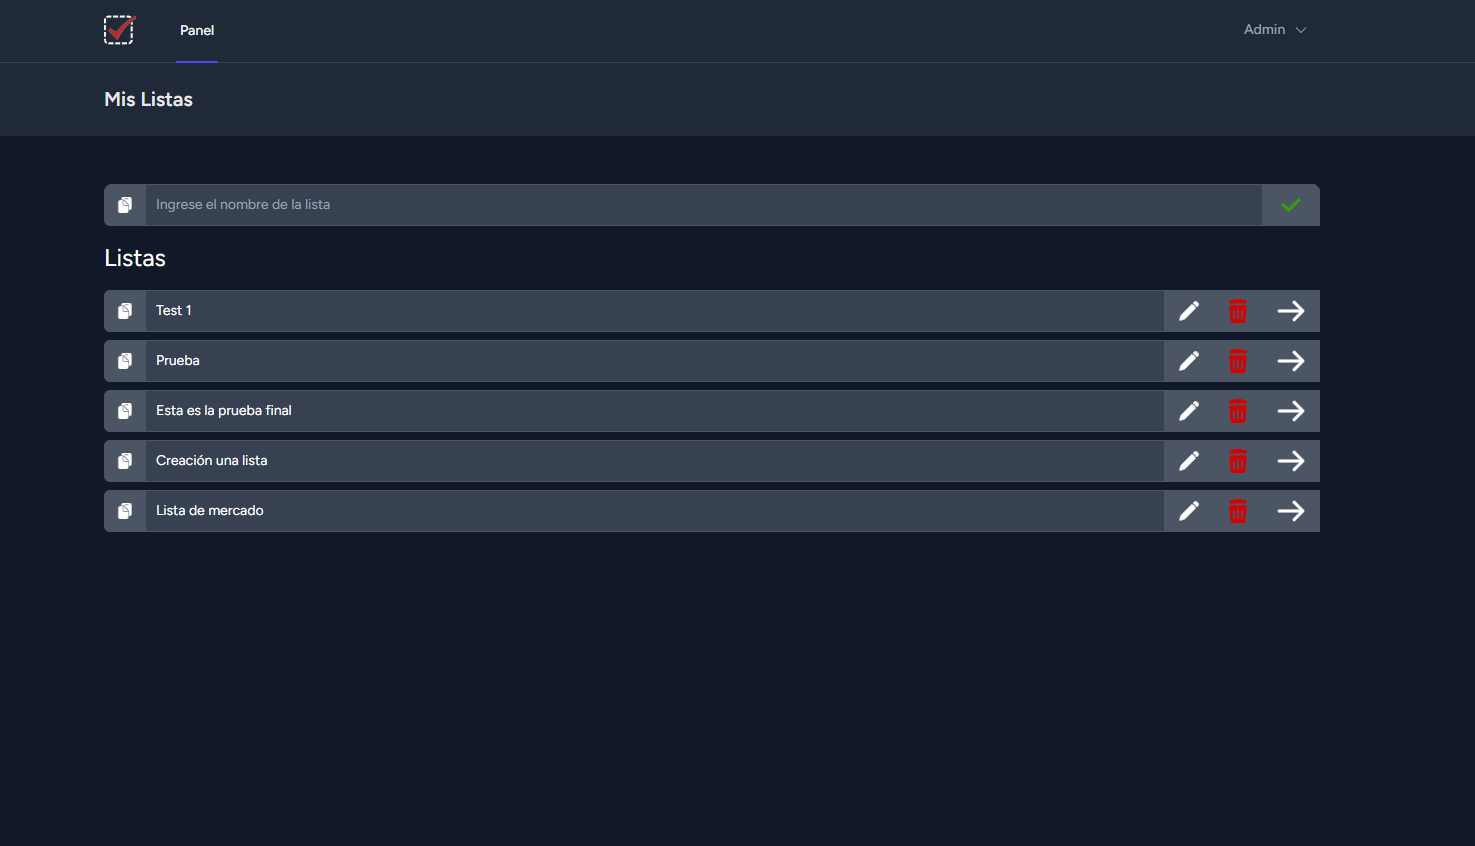 Panel
Admin
Mis Listas
Ingrese el nombre de la lista
Listas
Test 1
Prueba
Esta es la prueba final
Creación una lista
Lista de mercado